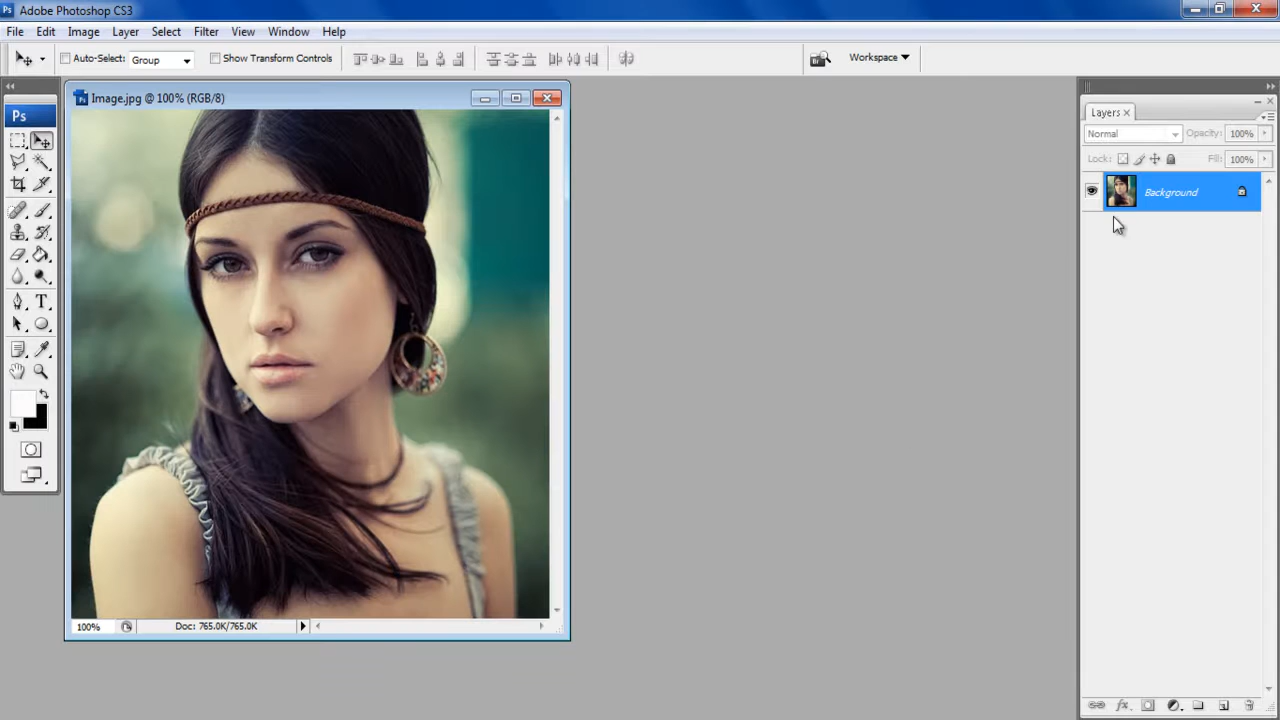 Ps Adobe Photoshop CS3
File Edit Image Layer Select Filter View Window Help
Auto-Select: Group Show Transform Controls Workspace
Ps
Image.jpg @ 100% (RGB/8)
Layers
Normal Opacity: 100%
Lock: Fill: 100%
Background
T
100% Doc: 765.0K/765.0K
fx